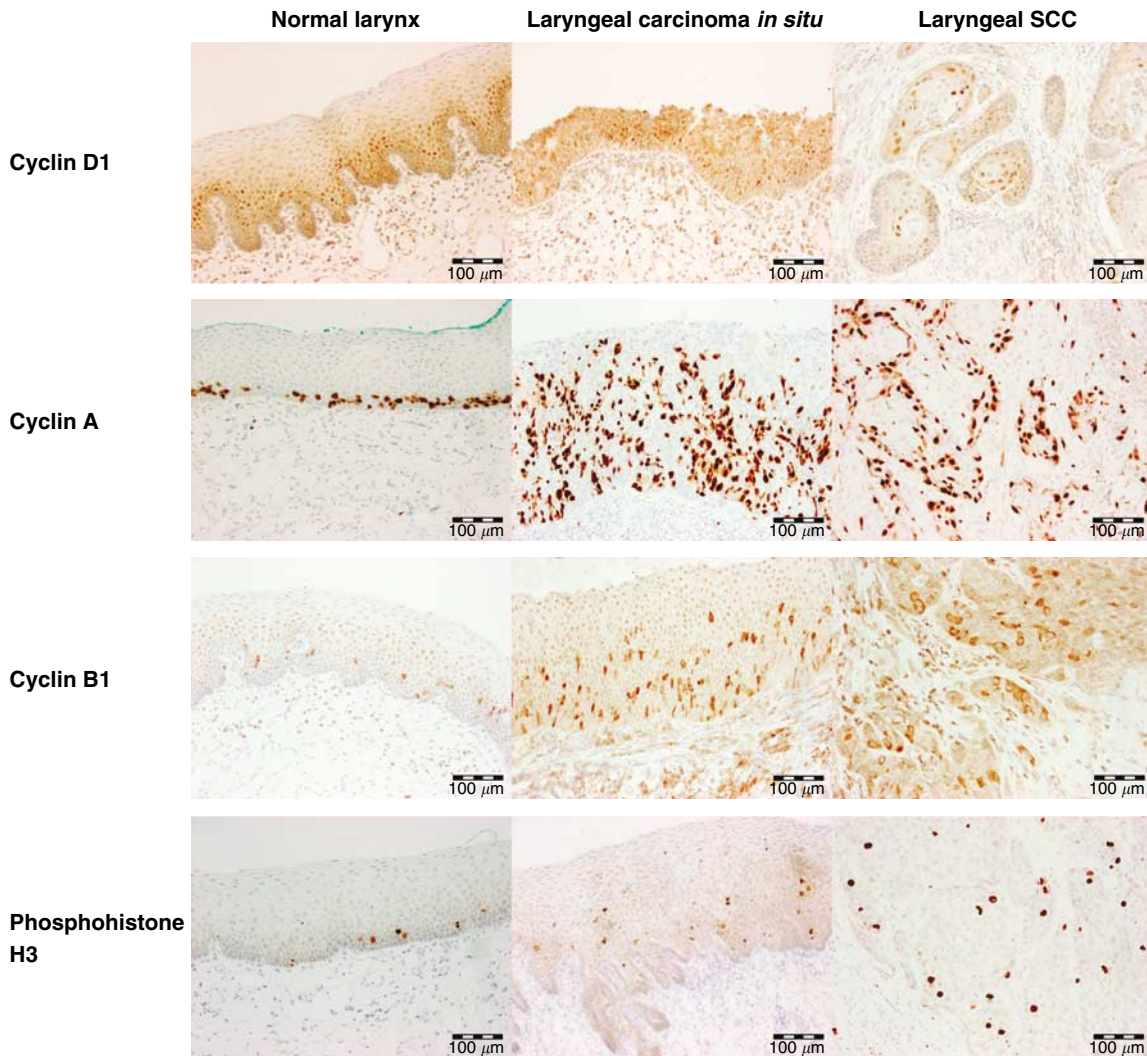 Normal larynx Laryngeal carcinoma in situ Laryngeal SCC
Cyclin D1
100 μm 100 μm 100 μm
Cyclin A
100 μm 100 μm 100 μm
Cyclin B1
100 μm 100 μm 100 μm
Phosphohistone
H3
100 μm 100 μm 100 μm